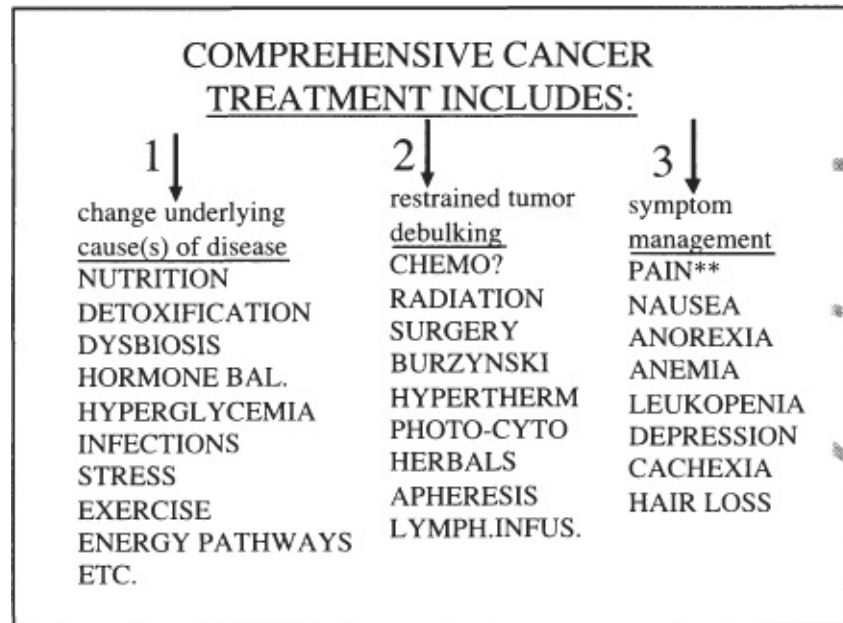 COMPREHENSIVE CANCER
TREATMENT INCLUDES:
1
change underlying
cause(s) of disease
NUTRITION
DETOXIFICATION
DYSBIOSIS
HORMONE BAL.
HYPERGLYCEMIA
INFECTIONS
STRESS
EXERCISE
ENERGY PATHWAYS
ETC.
2
restrained tumor
debulking
CHEMO?
RADIATION
SURGERY
BURZYNSKI
HYPERTHERM
PHOTO-CYTO
HERBALS
APHERESIS
LYMPH.INFUS.
3
symptom
management
PAIN**
NAUSEA
ANOREXIA
ANEMIA
LEUKOPENIA
DEPRESSION
CACHEXIA
HAIR LOSS